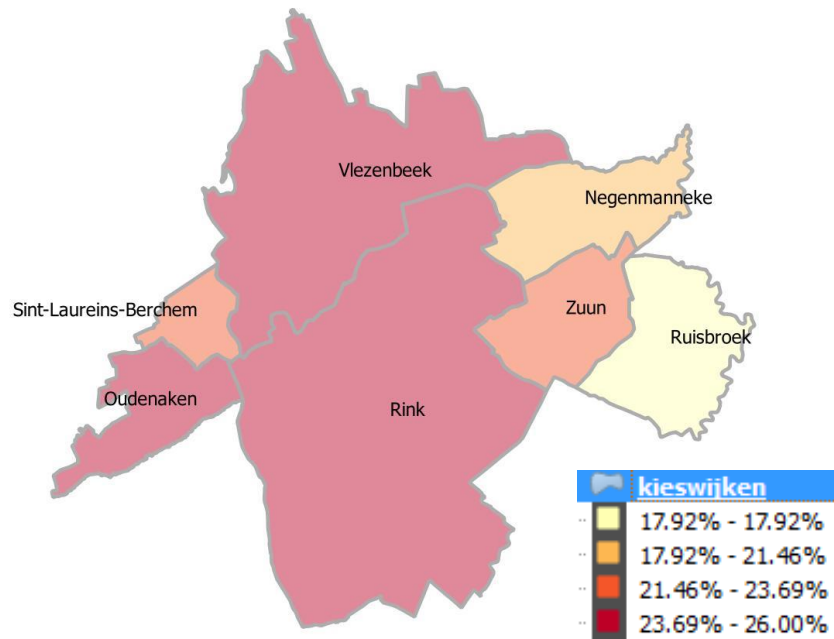 Vlezenbeek
Negenmanneke
Sint-Laureins-Berchem
Zuun
Ruisbroek
Oudenaken
Rink
kieswijken
17.92% - 17.92%
17.92% - 21.46%
21.46% - 23.69%
23.69% - 26.00%